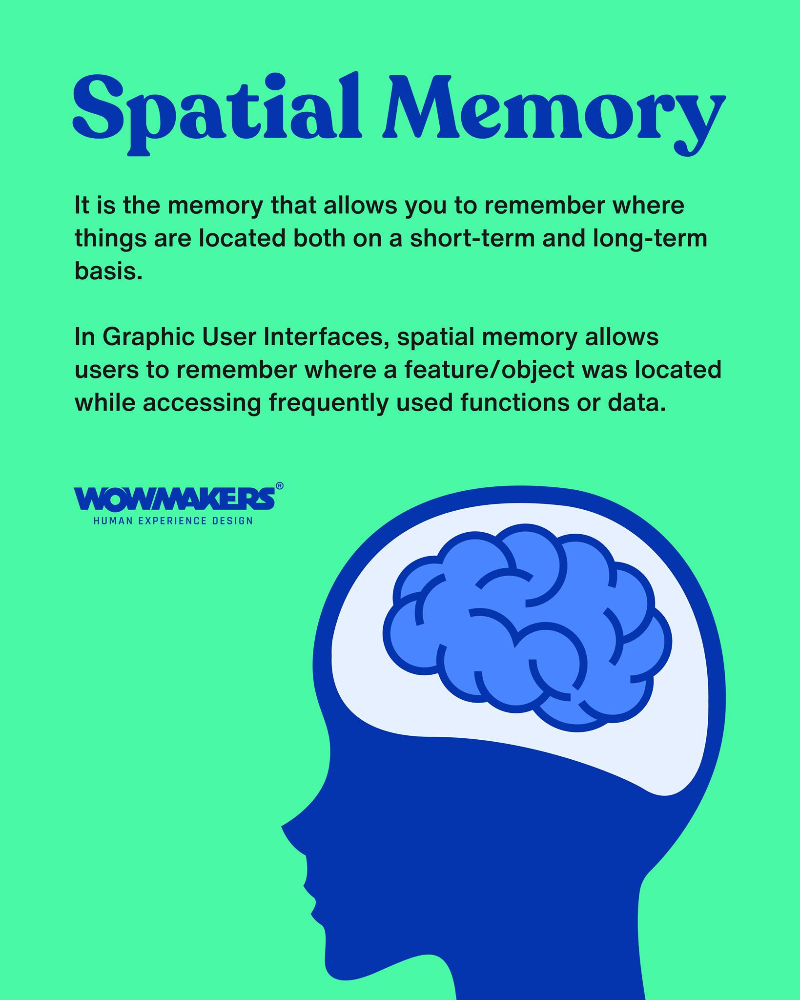 Spatial Memory
It is the memory that allows you to remember where
things are located both on a short-term and long-term
basis.
In Graphic User Interfaces, spatial memory allows
users to remember where a feature/object was located
while accessing frequently used functions or data.
WOWMAKERS®
HUMAN EXPERIENCE DESIGN